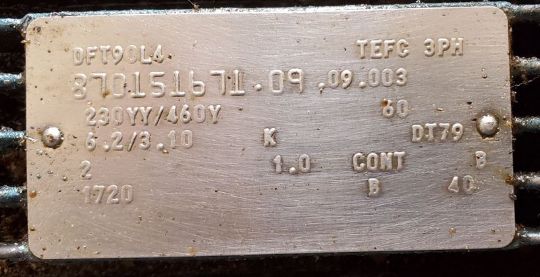 DFT90L4 TEFC 3PH
870151671.09.09.003
230YY/460Y 60
6.2/3.10 K DT79
2 1.0 CONT B
1720 B 40